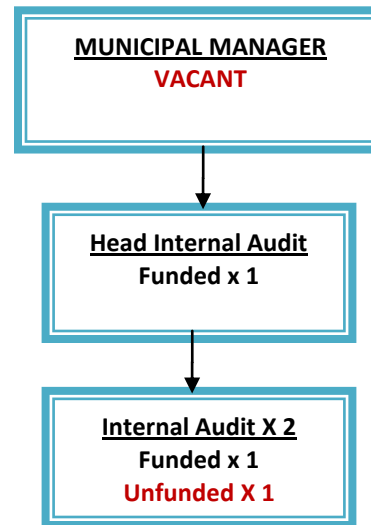 MUNICIPAL MANAGER
VACANT
Head Internal Audit
Funded x 1
Internal Audit X 2
Funded x 1
Unfunded X 1